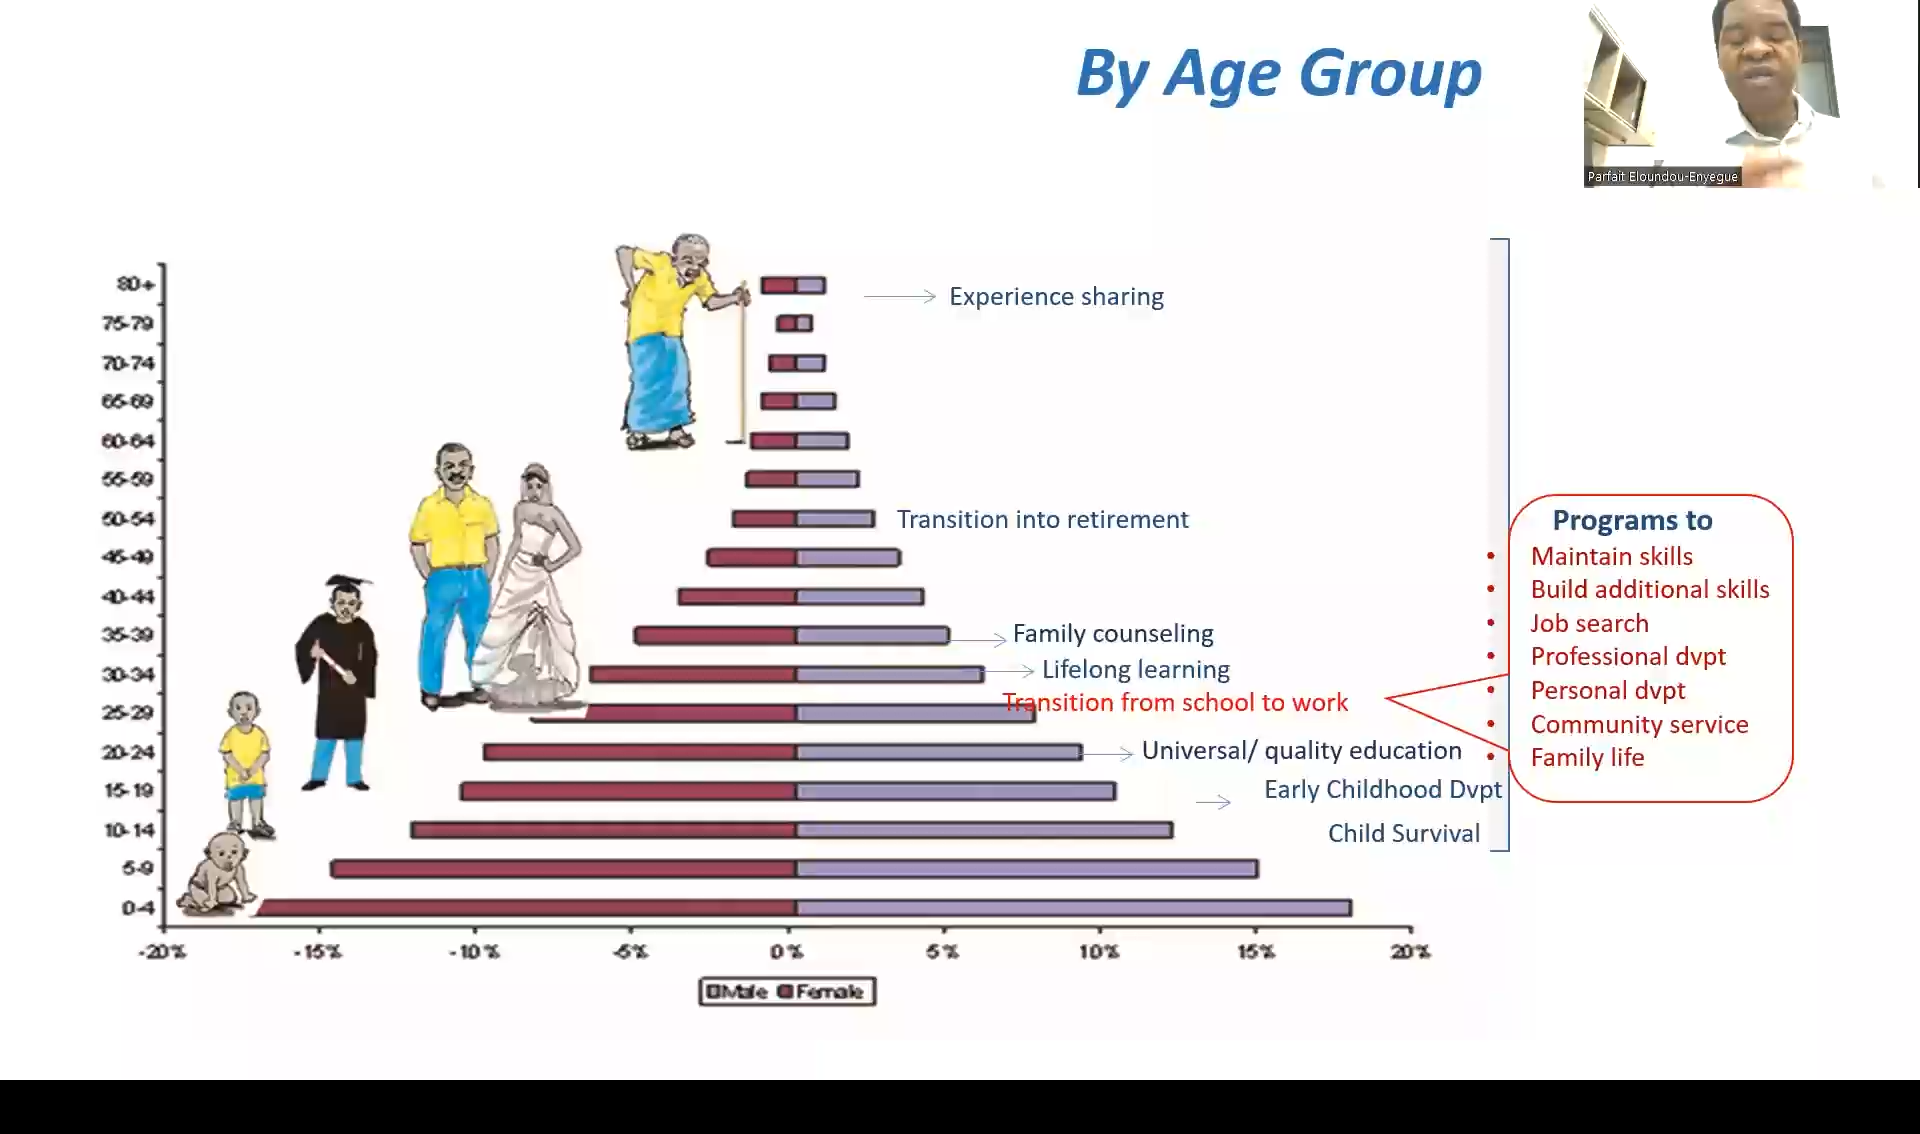 By Age Group
Parfait Eloundou-Enyegue
80+
Experience sharing
75-79
70-74
65-69
60-64
55-59
50-54
Transition into retirement
45-49
40-44
35-39
Family counseling
30-34
Lifelong learning
25-29
Transition from school to work
20-24
Universal/ quality education
15-19
Early Childhood Dvpt
10-14
Child Survival
5-9
0-4
Programs to
• Maintain skills
• Build additional skills
• Job search
• Professional dvpt
• Personal dvpt
• Community service
• Family life
-20% -15% -10% -5% 0% 5% 10% 15% 20%
Male Female